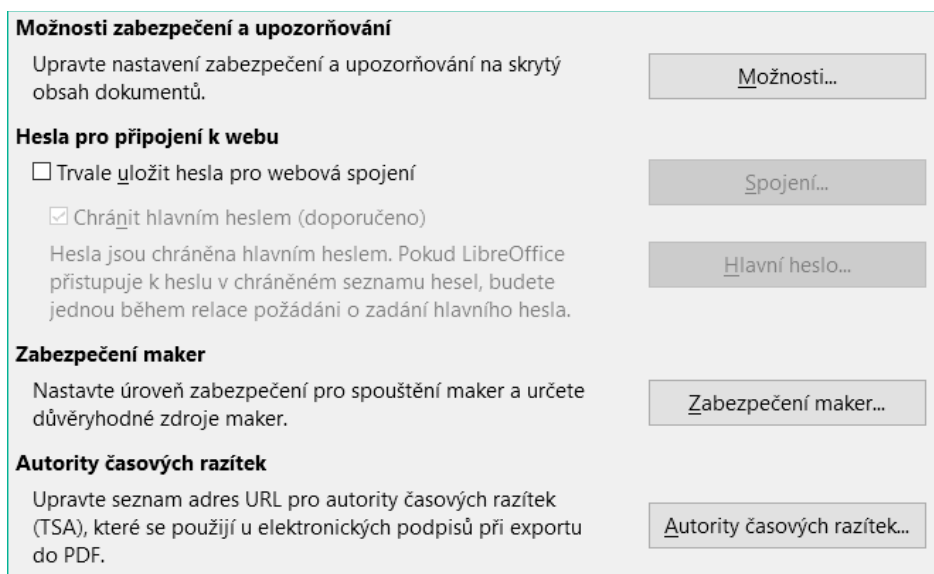 Možnosti zabezpečení a upozorňování
Upravte nastavení zabezpečení a upozorňování na skrytý
obsah dokumentů.
Možnosti...
Hesla pro připojení k webu
Trvale uložit hesla pro webová spojení
Spojení...
Chránit hlavním heslem (doporučeno)
Hesla jsou chráněna hlavním heslem. Pokud LibreOffice
přistupuje k heslu v chráněném seznamu hesel, budete
jednou během relace požádáni o zadání hlavního hesla.
Hlavní heslo...
Zabezpečení maker
Nastavte úroveň zabezpečení pro spouštění maker a určete
důvěryhodné zdroje maker.
Zabezpečení maker...
Autority časových razítek
Upravte seznam adres URL pro autority časových razítek
(TSA), které se použijí u elektronických podpisů při exportu
do PDF.
Autority časových razítek...